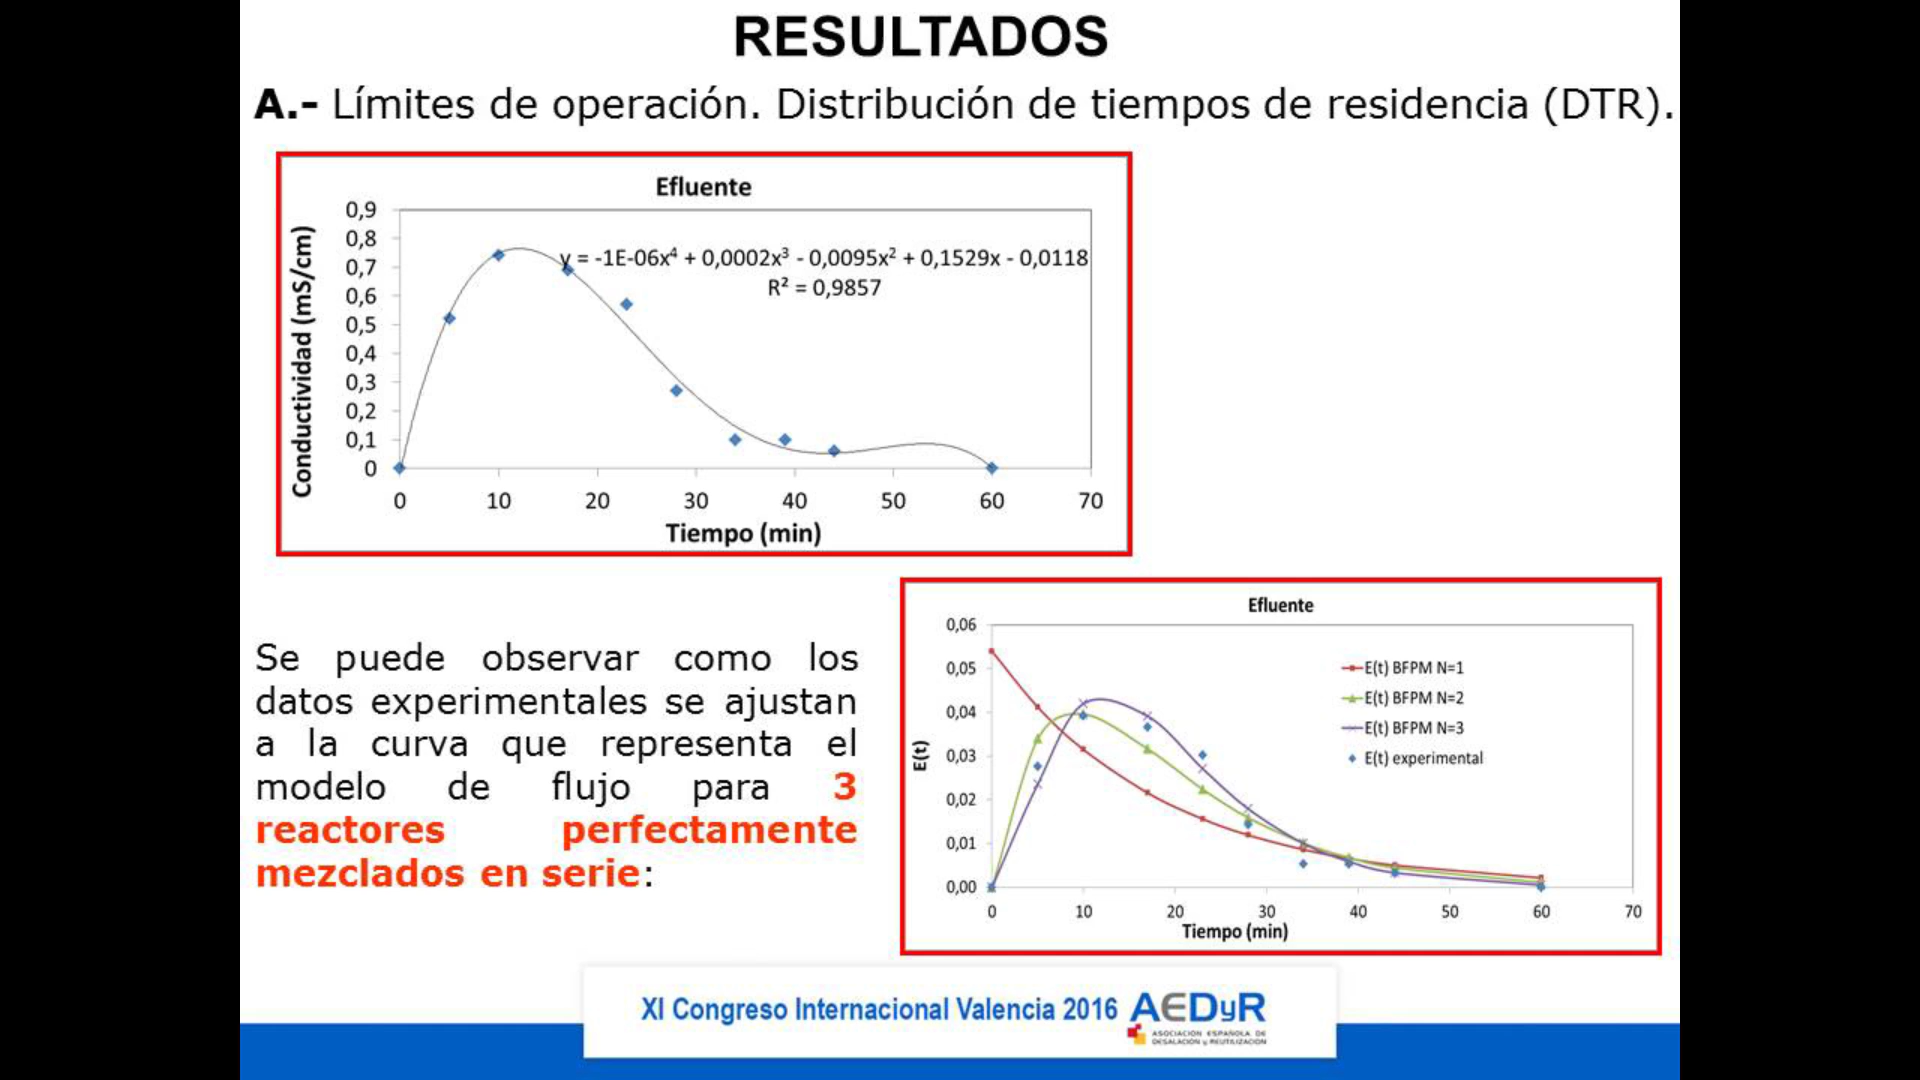 RESULTADOS
A.- Límites de operación. Distribución de tiempos de residencia (DTR).
Efluente
Conductividad (mS/cm)
0,9
0,8
0,7
0,6
0,5
0,4
0,3
0,2
0,1
0
y = -1E-06x⁴ + 0,0002x³ - 0,0095x² + 0,1529x - 0,0118
R² = 0,9857
0 10 20 30 40 50 60 70
Tiempo (min)
Se puede observar como los
datos experimentales se ajustan
a la curva que representa el
modelo de flujo para 3
reactores perfectamente
mezclados en serie:
Efluente
E(t)
0,06
0,05
0,04
0,03
0,02
0,01
0,00
E(t) BFPM N=1
E(t) BFPM N=2
E(t) BFPM N=3
E(t) experimental
0 10 20 30 40 50 60 70
Tiempo (min)
XI Congreso Internacional Valencia 2016 AEDyR
ASOCIACIÓN ESPAÑOLA DE
DESALACIÓN y REUTILIZACIÓN